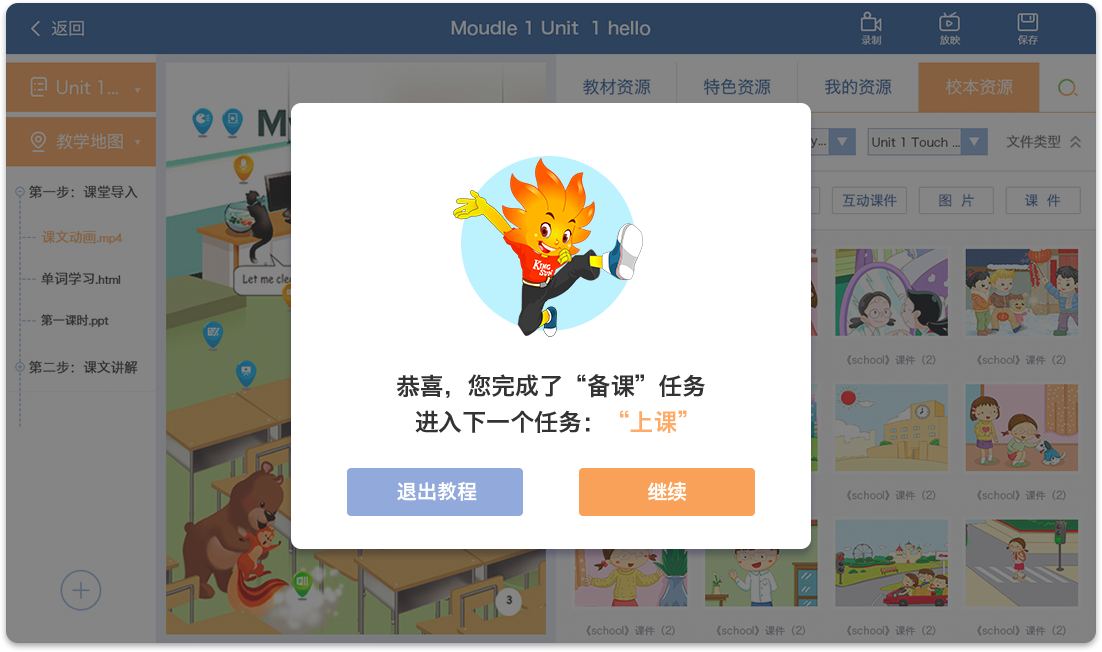 返回
Moudle 1 Unit 1 hello
录制
放映
保存
Unit 1...
教学地图
第一步：课堂导入
课文动画.mp4
单词学习.html
第一课时.ppt
第二步：课文讲解
My
Let me cle
3
教材资源
特色资源
我的资源
校本资源
y...
Unit 1 Touch ...
文件类型
互动课件
图 片
课 件
《school》课件（2）
《school》课件（2）
《school》课件（2）
《school》课件（2）
《school》课件（2）
《school》课件（2）
《school》课件（2）
《school》课件（2）
KING SUN
恭喜，您完成了“备课”任务
进入下一个任务：“上课”
退出教程
继续